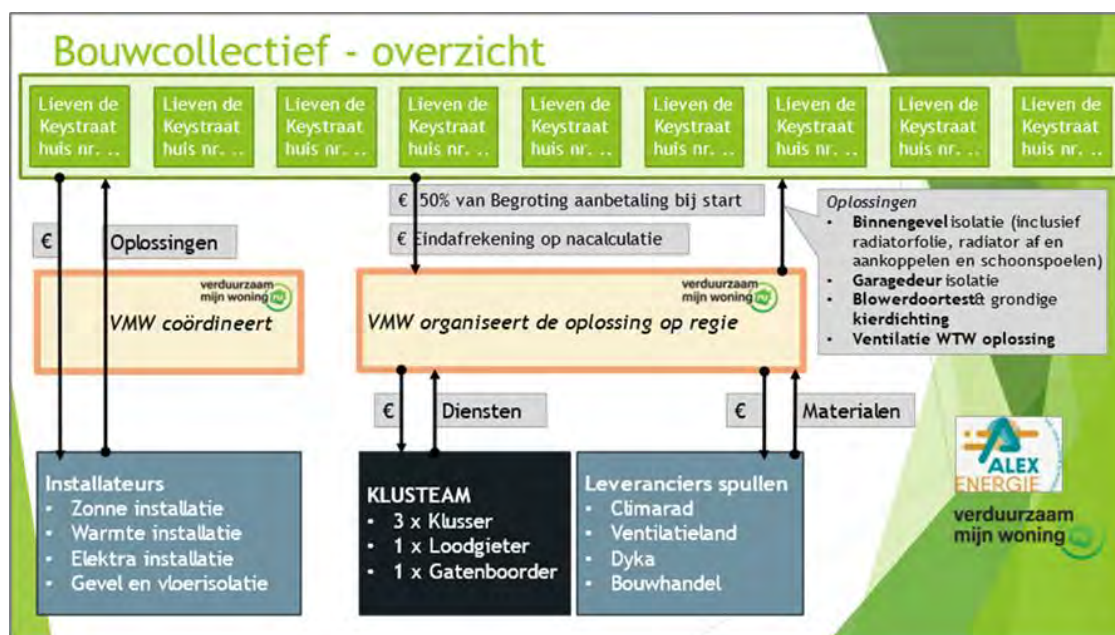 Bouwcollectief - overzicht
Lieven de
Keystraat
huis nr. ..
Lieven de
Keystraat
huis nr. ..
Lieven de
Keystraat
huis nr. ..
Lieven de
Keystraat
huis nr. ..
Lieven de
Keystraat
huis nr. ..
Lieven de
Keystraat
huis nr. ..
Lieven de
Keystraat
huis nr. ..
Lieven de
Keystraat
huis nr. ..
Lieven de
Keystraat
huis nr. ..
€
Oplossingen
€ 50% van Begroting aanbetaling bij start
€ Eindafrekening op nacalculatie
Oplossingen
• Binnengevel isolatie (inclusief
radiatorfolie, radiator af en
aankoppelen en schoonspoelen)
• Garagedeur isolatie
• Blowerdoortest& grondige
kierdichting
• Ventilatie WTW oplossing
verduurzaam
mijn woning nu
VMW coördineert
verduurzaam
mijn woning nu
VMW organiseert de oplossing op regie
€
Diensten
€
Materialen
Installateurs
• Zonne installatie
• Warmte installatie
• Elektra installatie
• Gevel en vloerisolatie
KLUSTEAM
• 3 x Klusser
• 1 x Loodgieter
• 1 x Gatenboorder
Leveranciers spullen
• Climarad
• Ventilatieland
• Dyka
• Bouwhandel
ALEX
ENERGIE
verduurzaam
mijn woning nu